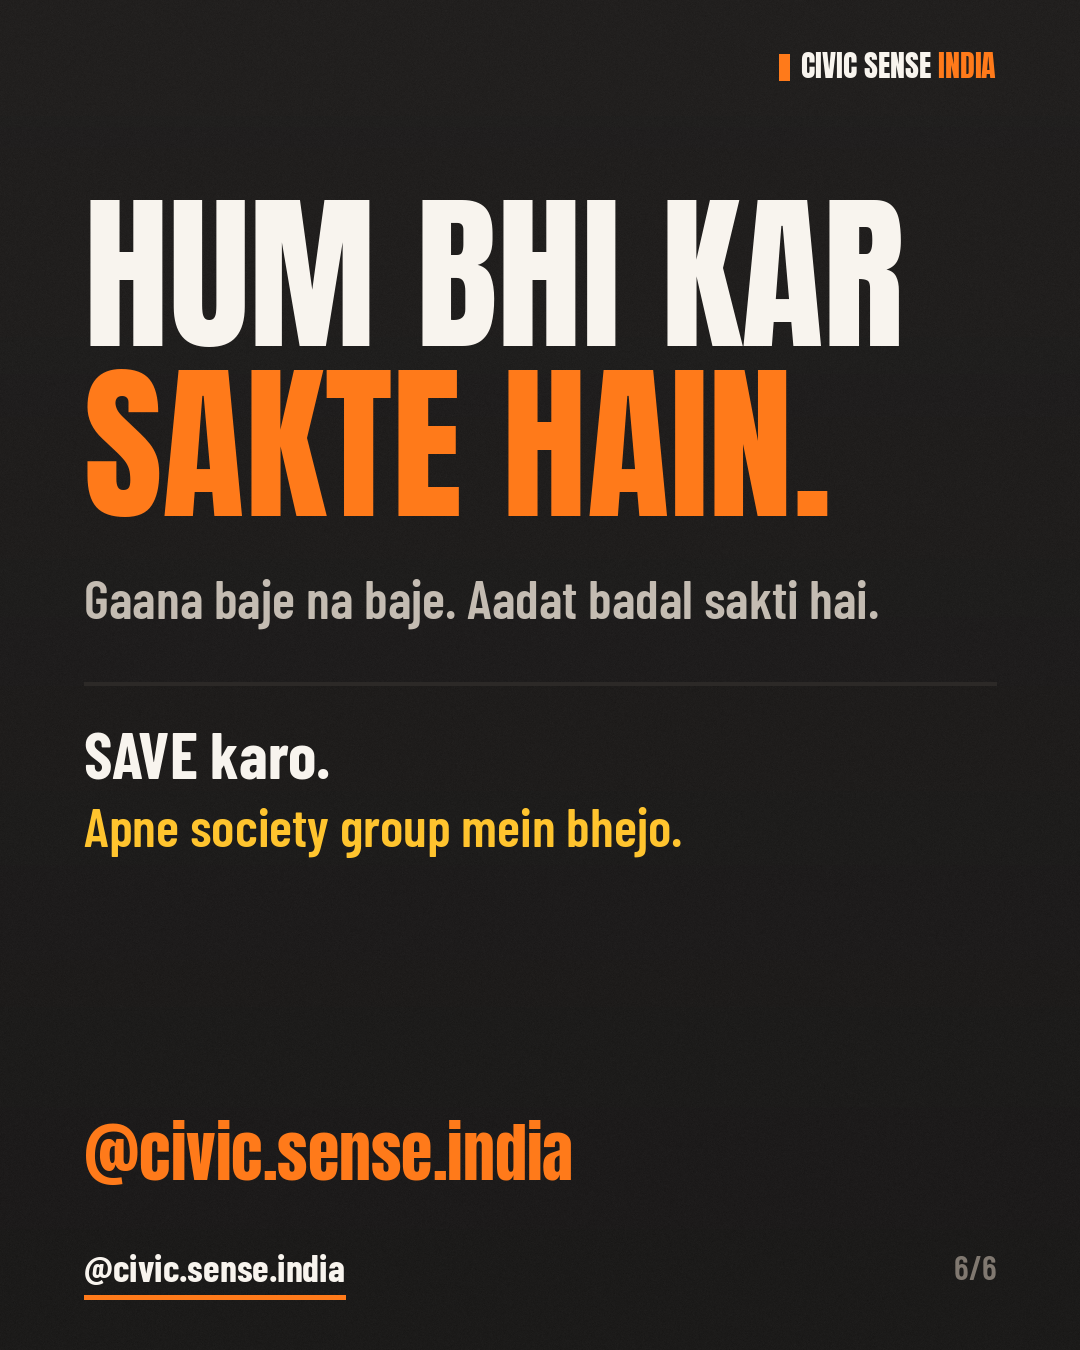 CIVIC SENSE INDIA
HUM BHI KAR
SAKTE HAIN.
Gaana baje na baje. Aadat badal sakti hai.
SAVE karo.
Apne society group mein bhejo.
@civic.sense.india
@civic.sense.india
6/6